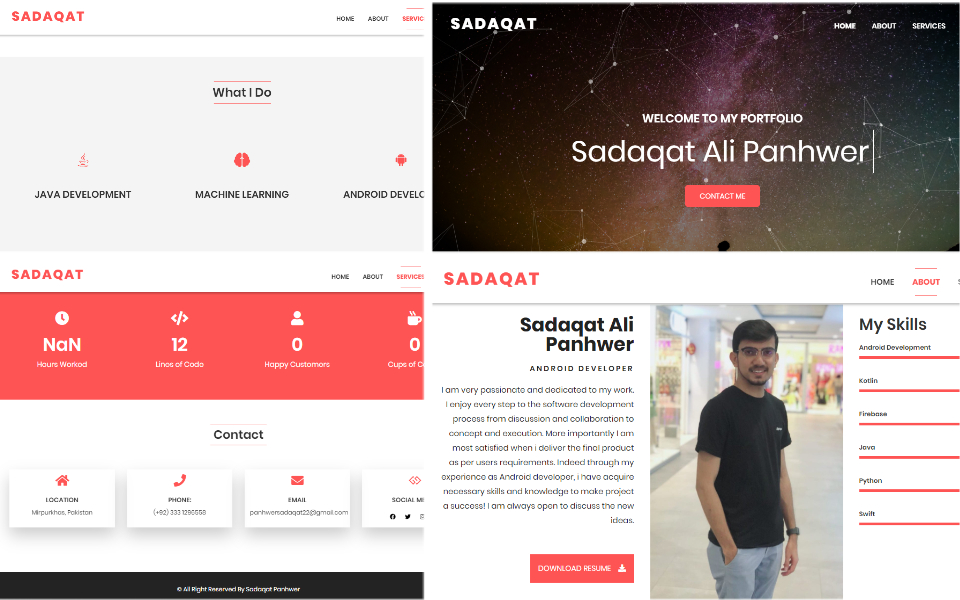 SADAQAT
HOME ABOUT
What I Do
JAVA DEVELOPMENT
MACHINE LEARNING
SADAQAT
HOME ABOUT SERVICES
WELCOME TO MY PORTFOLIO
Sadaqat Ali Panhwer
CONTACT ME
SADAQAT
HOME ABOUT SERVICES
NaN
Hours Worked
12
Lines of Code
0
Happy Customers
0
Cups of
Contact
LOCATION
Mirpurkhas, Pakistan
PHONE:
(+92) 333 1296558
EMAIL
panhwersadaqat22@gmail.com
SOCIAL
© All Right Reserved By Sadaqat Panhwer
SADAQAT
HOME ABOUT
Sadaqat Ali
Panhwer
ANDROID DEVELOPER
I am very passionate and dedicated to my work.
I enjoy every step to the software development
process from discussion and collaboration to
concept and execution. More importantly I am
most satisfied when i deliver the final product
as per users requirements. Indeed through my
experience as Android developer, i have acquire
necessary skills and knowledge to make project
a success! I am always open to discuss the new
ideas.
DOWNLOAD RESUME
My Skills
Android Development
Kotlin
Firebase
Java
Python
Swift